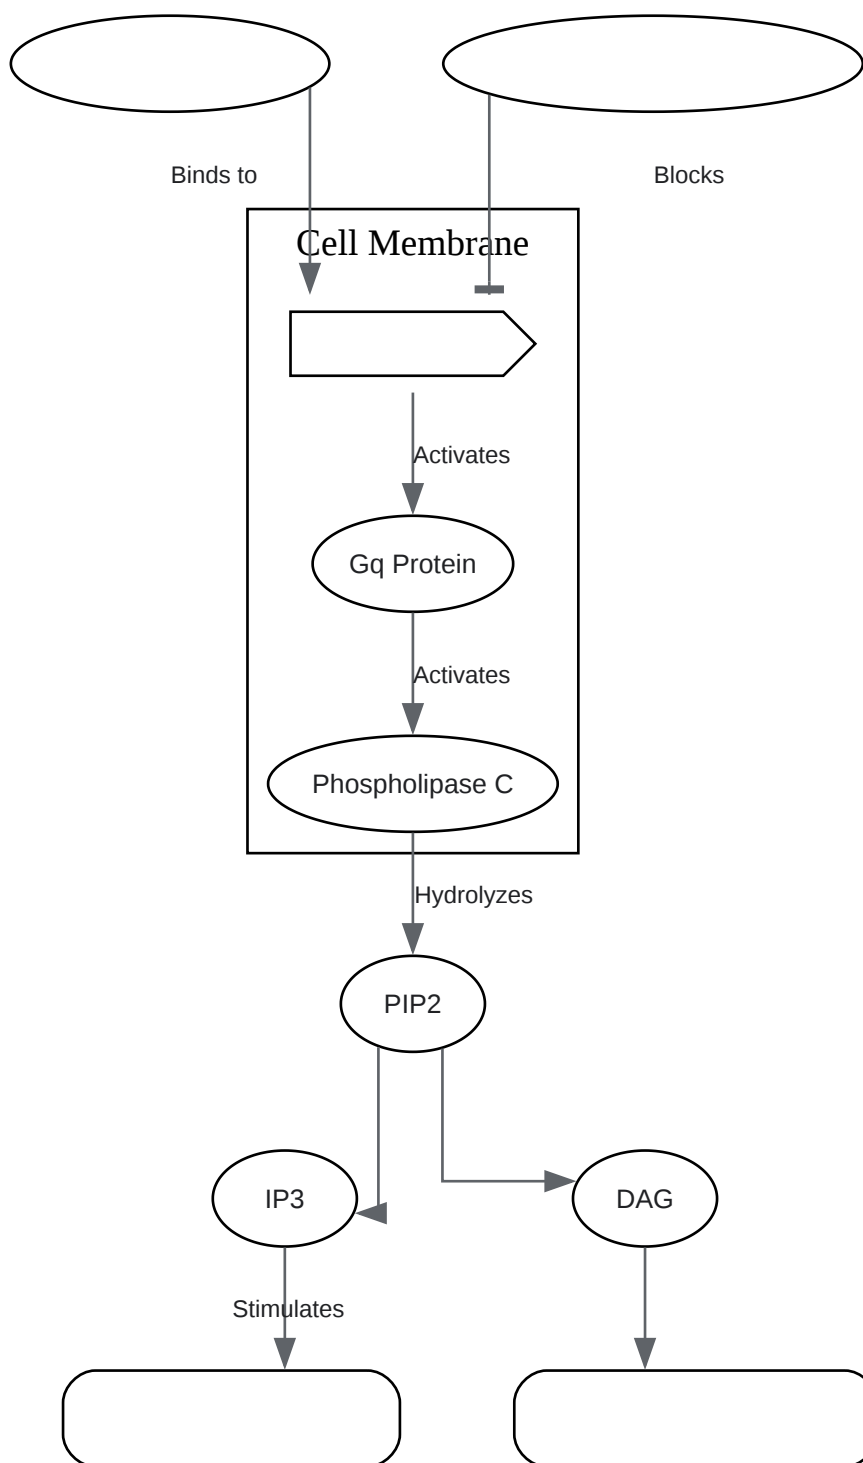 Binds to
Blocks
Cell Membrane
Activates
Gq Protein
Activates
Phospholipase C
Hydrolyzes
PIP2
IP3
DAG
Stimulates